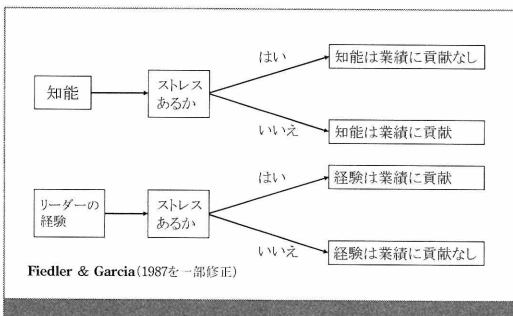 はい
知能は業績に貢献なし
知能
ストレス
あるか
いいえ
知能は業績に貢献
はい
経験は業績に貢献
リーダーの
経験
ストレス
あるか
いいえ
経験は業績に貢献なし
Fiedler & Garcia(1987を一部修正)